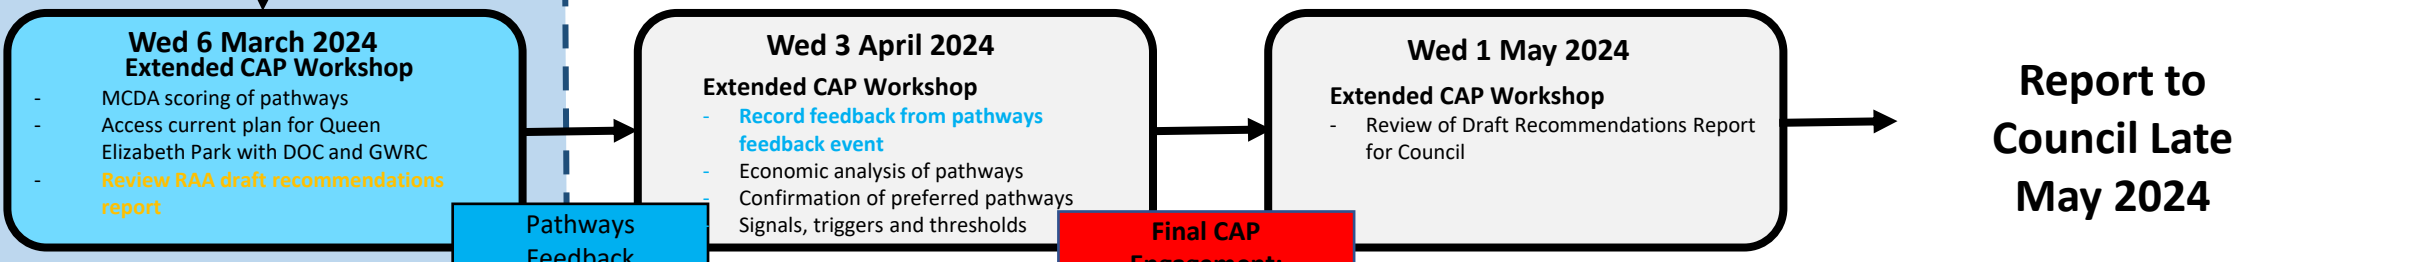 Wed 6 March 2024
Extended CAP Workshop
- MCDA scoring of pathways
- Access current plan for Queen
Elizabeth Park with DOC and GWRC
- Review RAA draft recommendations
report
Pathways
Feedback
Wed 3 April 2024
Extended CAP Workshop
- Record feedback from pathways
feedback event
- Economic analysis of pathways
- Confirmation of preferred pathways
- Signals, triggers and thresholds
Final CAP
Engagement:
Wed 1 May 2024
Extended CAP Workshop
- Review of Draft Recommendations Report
for Council
Report to
Council Late
May 2024